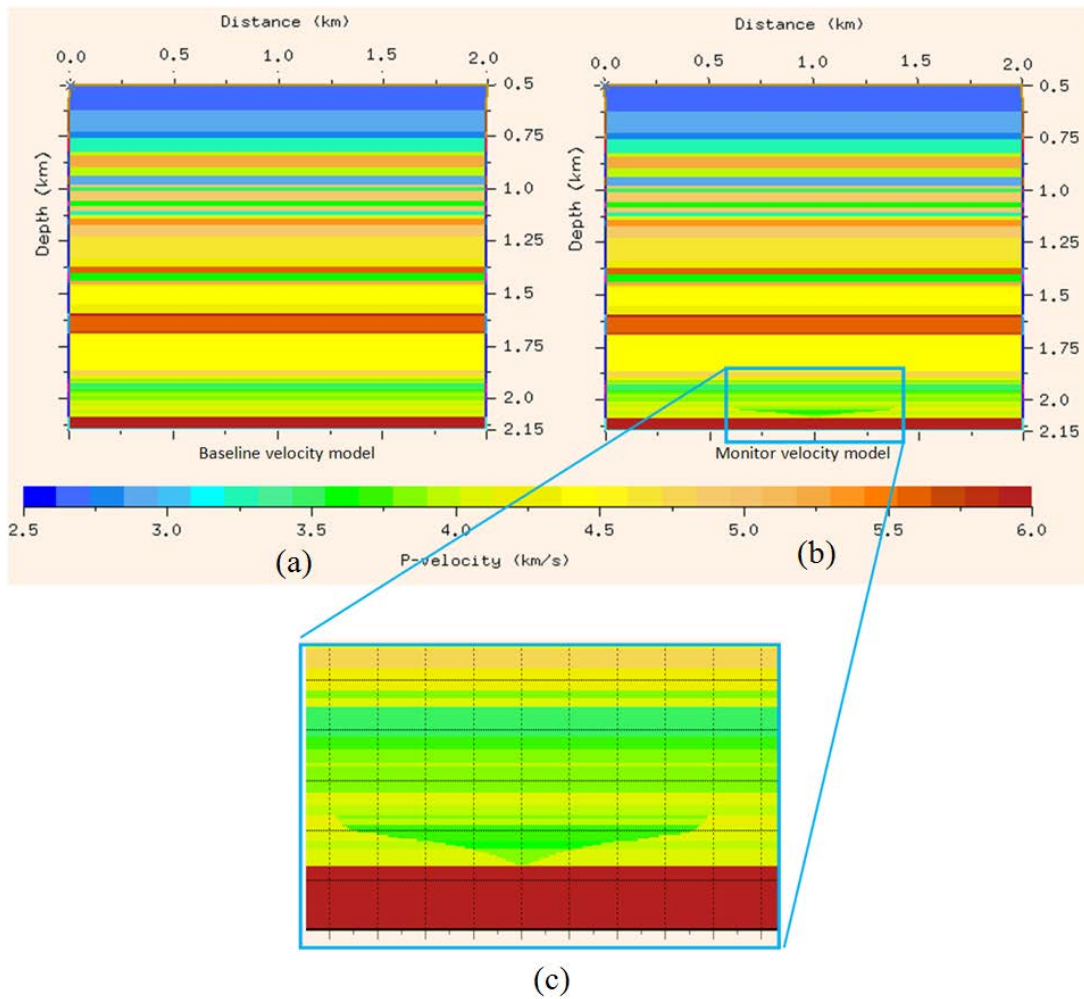 Distance (km)
Distance (km)
0.0 0.5 1.0 1.5 2.0
0.0 0.5 1.0 1.5 2.0
0.5
0.75
1.0
1.25
1.5
1.75
2.0
2.15
Depth (km)
Depth (km)
0.5
0.75
1.0
1.25
1.5
1.75
2.0
2.15
Baseline velocity model
Monitor velocity model
2.5 3.0 3.5 4.0 4.5 5.0 5.5 6.0
P-velocity (km/s)
(a)
(b)
(c)